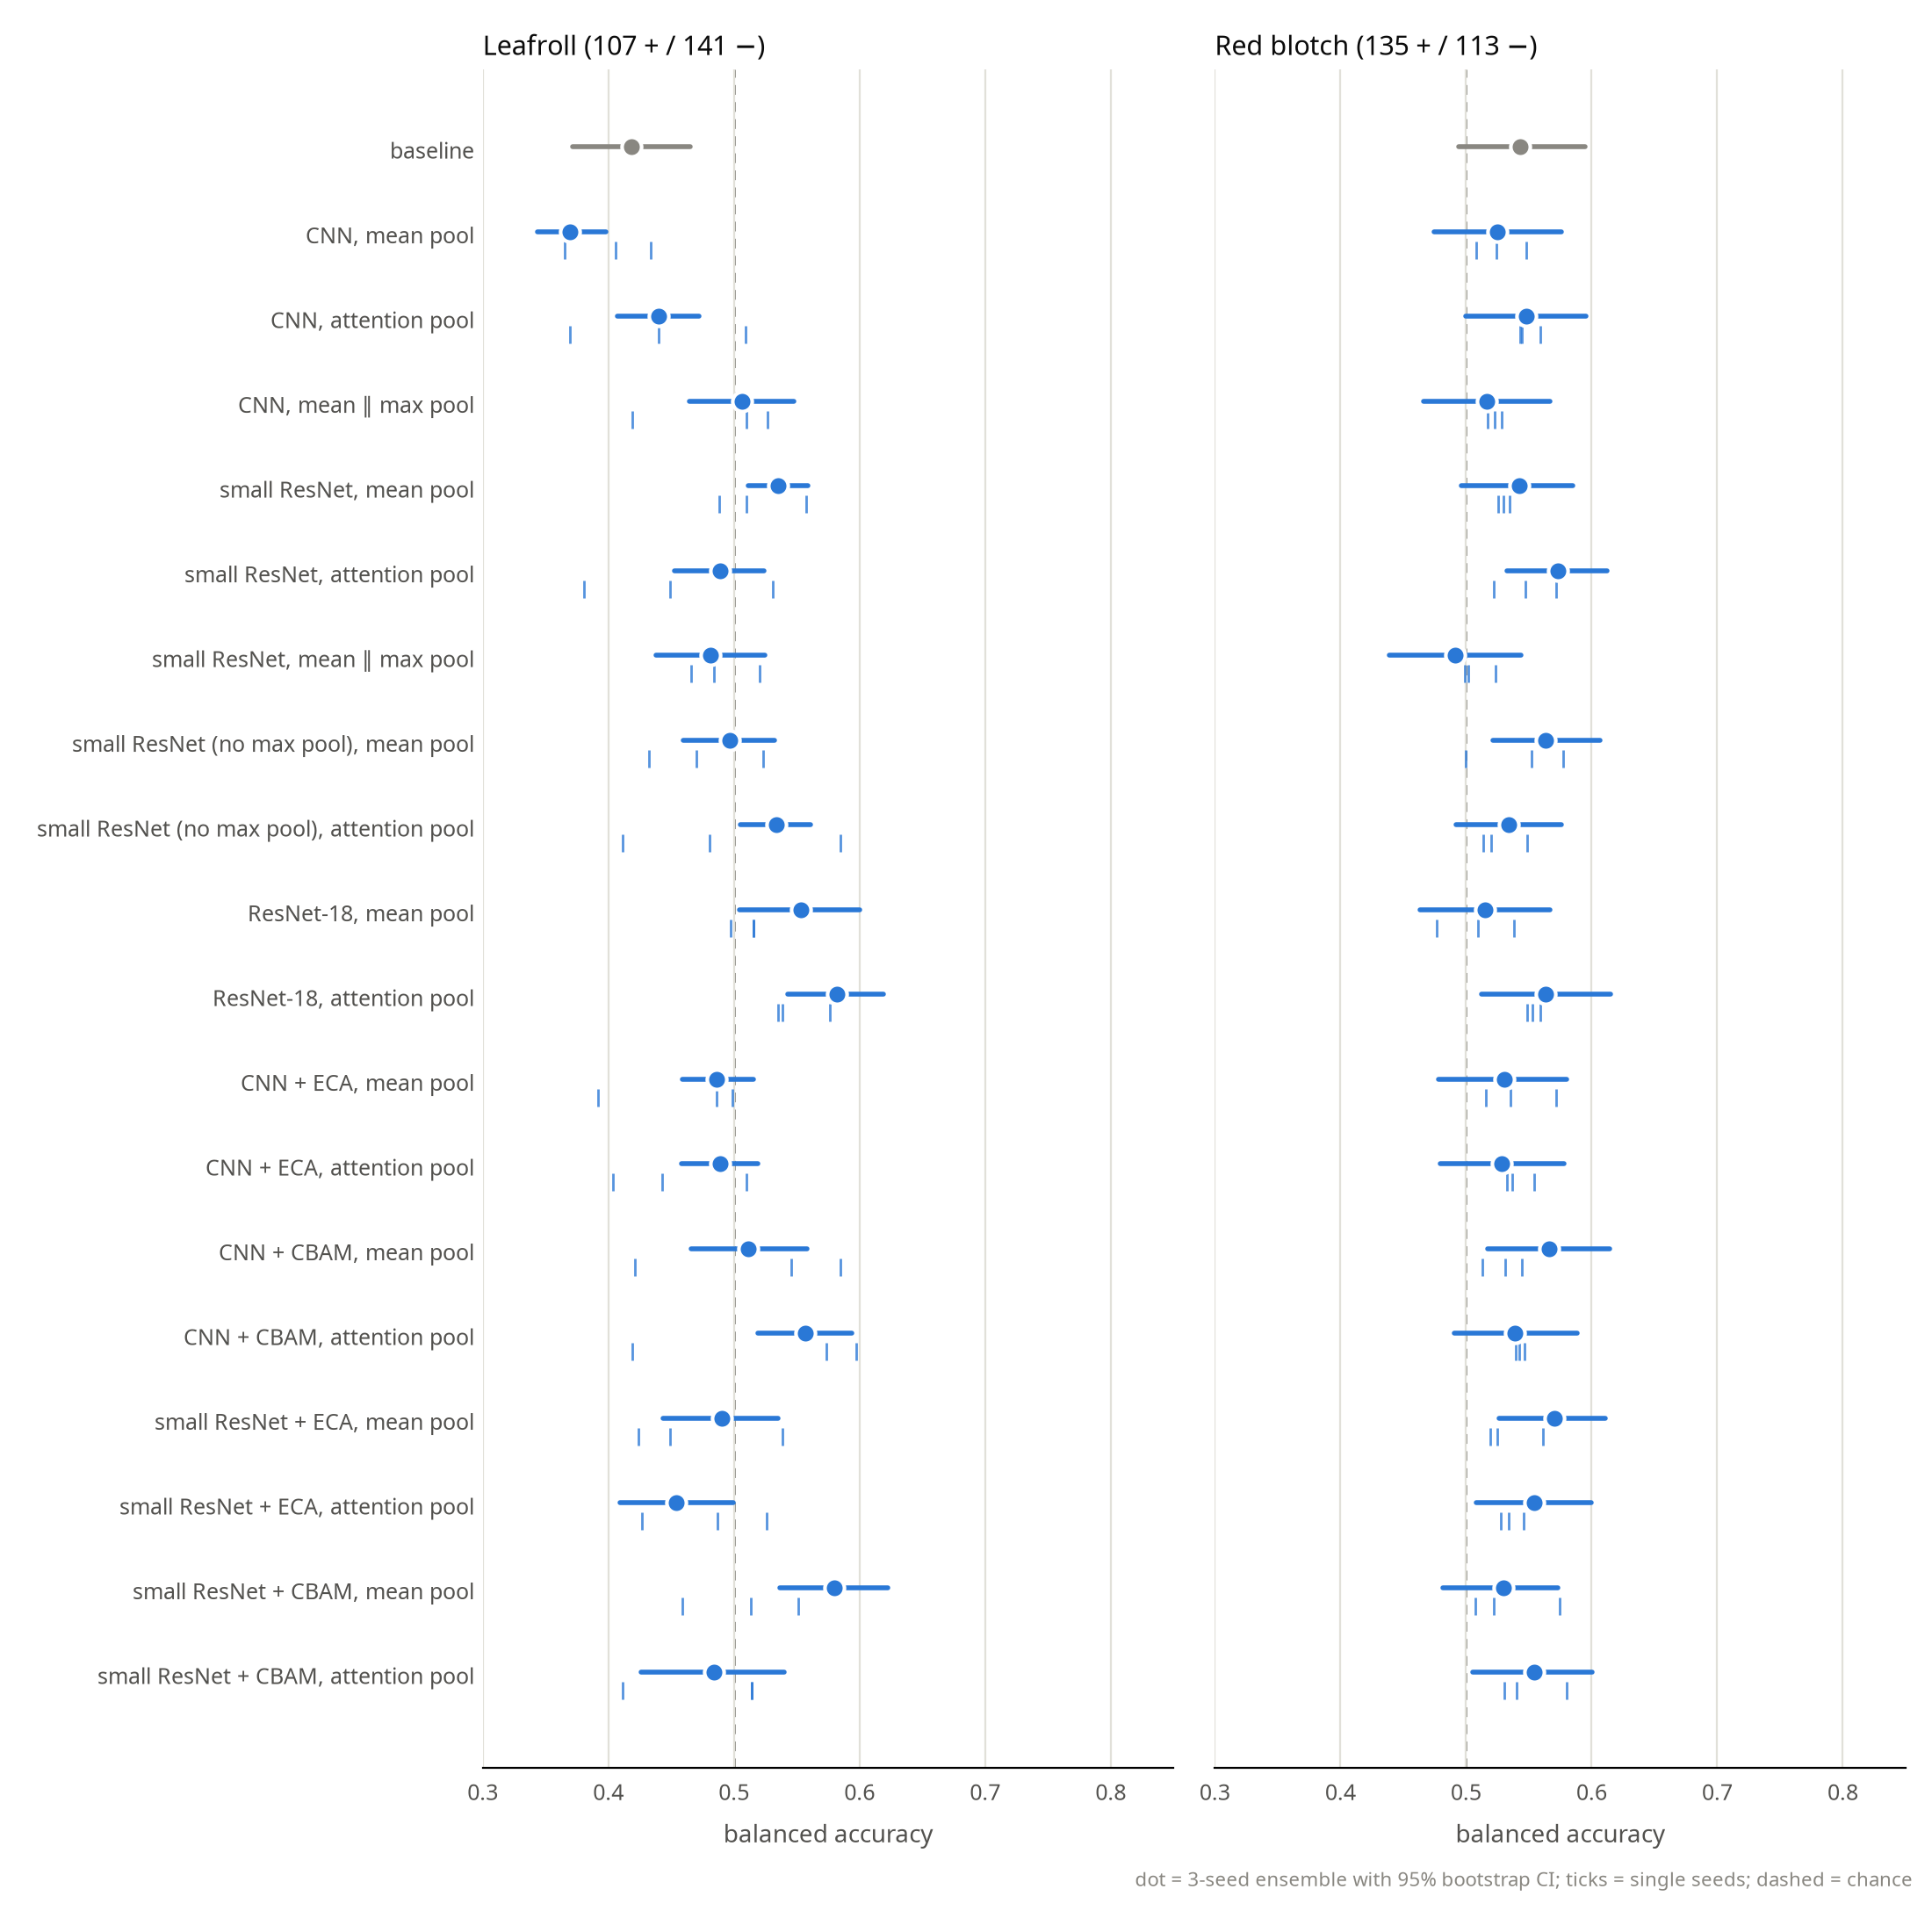 Leafroll (107 + / 141 −)
Red blotch (135 + / 113 −)
baseline
CNN, mean pool
CNN, attention pool
CNN, mean ∥ max pool
small ResNet, mean pool
small ResNet, attention pool
small ResNet, mean ∥ max pool
small ResNet (no max pool), mean pool
small ResNet (no max pool), attention pool
ResNet-18, mean pool
ResNet-18, attention pool
CNN + ECA, mean pool
CNN + ECA, attention pool
CNN + CBAM, mean pool
CNN + CBAM, attention pool
small ResNet + ECA, mean pool
small ResNet + ECA, attention pool
small ResNet + CBAM, mean pool
small ResNet + CBAM, attention pool
0.3 0.4 0.5 0.6 0.7 0.8
0.3 0.4 0.5 0.6 0.7 0.8
balanced accuracy
balanced accuracy
dot = 3-seed ensemble with 95% bootstrap CI; ticks = single seeds; dashed = chance